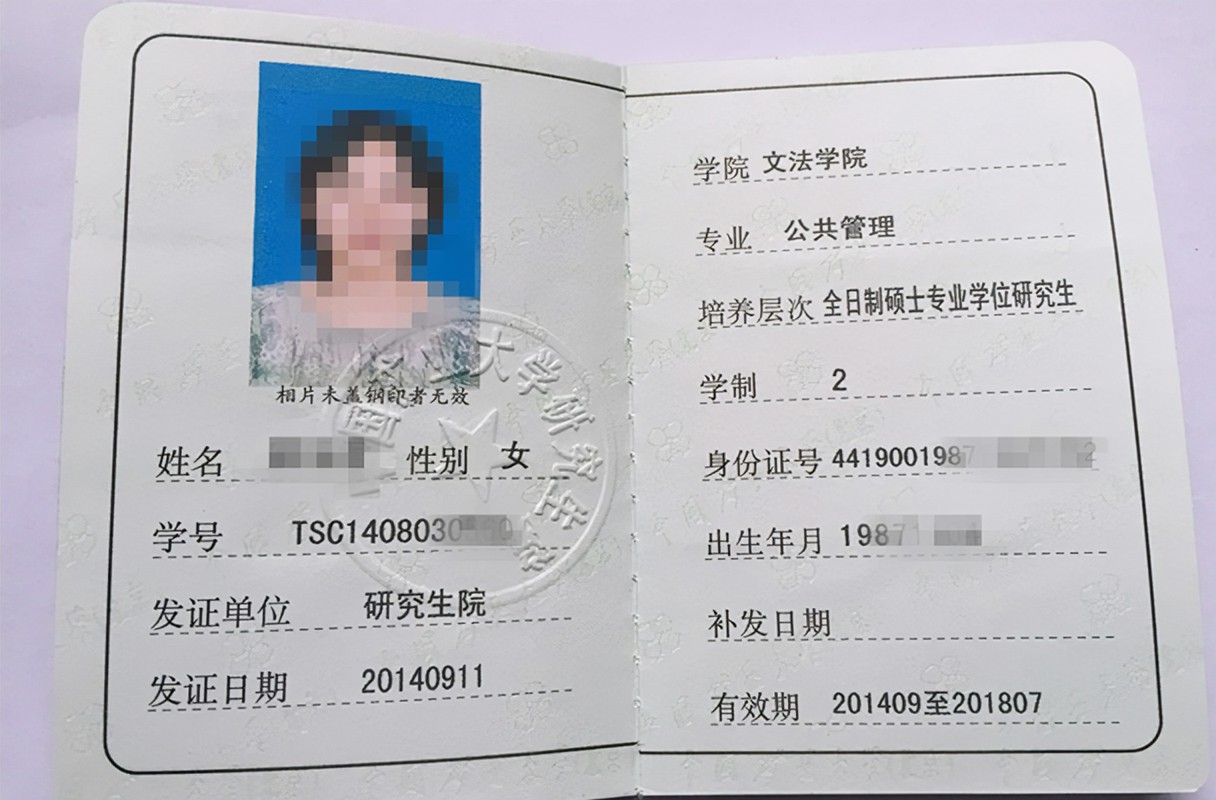 相片未盖钢印者无效
姓名 性别 女
学号 TSC1408030
发证单位 研究生院
发证日期 20140911
大学研究生院
学院 文法学院
专业 公共管理
培养层次 全日制硕士专业学位研究生
学制 2
身份证号 4419001987
出生年月 1987
补发日期
有效期 201409至201807